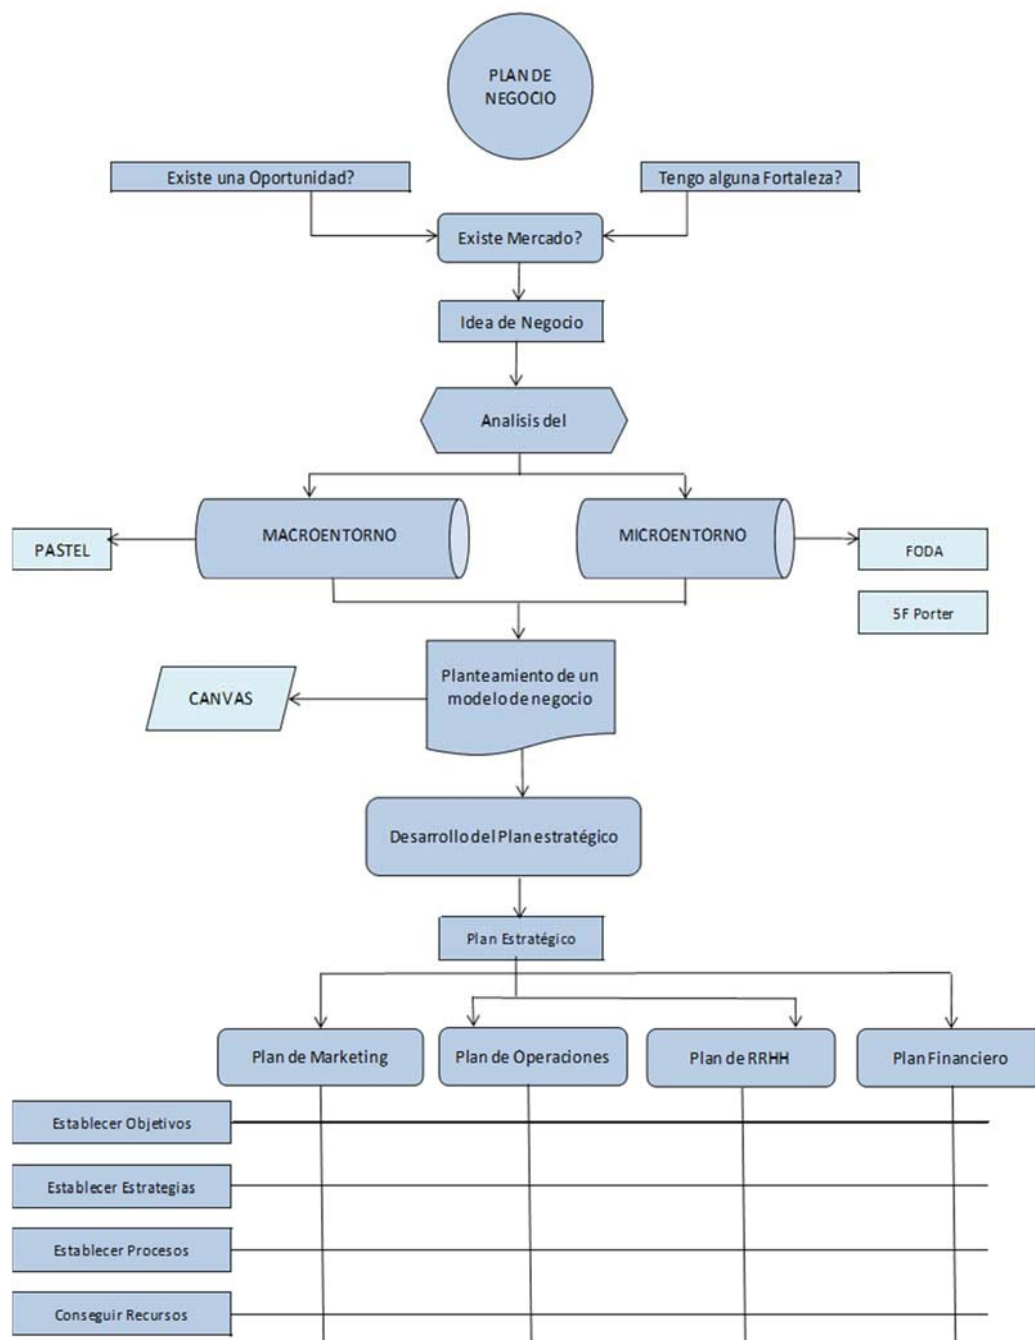 PLAN DE
NEGOCIO
Existe una Oportunidad?
Tengo alguna Fortaleza?
Existe Mercado?
Idea de Negocio
Analisis del
MACROENTORNO
MICROENTORNO
PASTEL
FODA
5F Porter
Planteamiento de un
modelo de negocio
CANVAS
Desarrollo del Plan estratégico
Plan Estratégico
Plan de Marketing
Plan de Operaciones
Plan de RRHH
Plan Financiero
Establecer Objetivos
Establecer Estrategias
Establecer Procesos
Conseguir Recursos